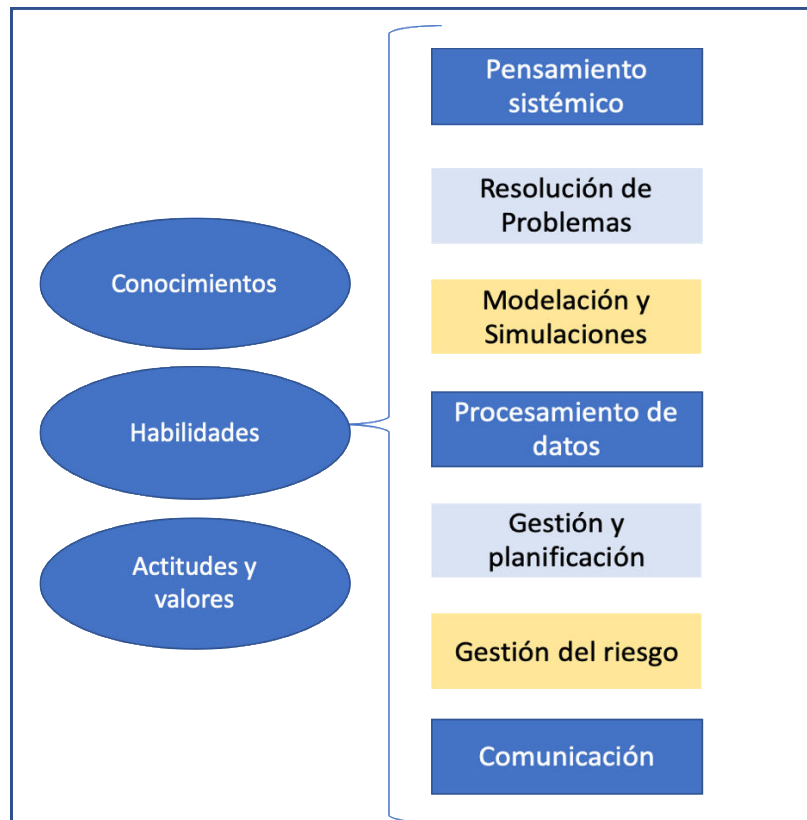 Conocimientos
Habilidades
Actitudes y
valores
Pensamiento
sistémico
Resolución de
Problemas
Modelación y
Simulaciones
Procesamiento de
datos
Gestión y
planificación
Gestión del riesgo
Comunicación